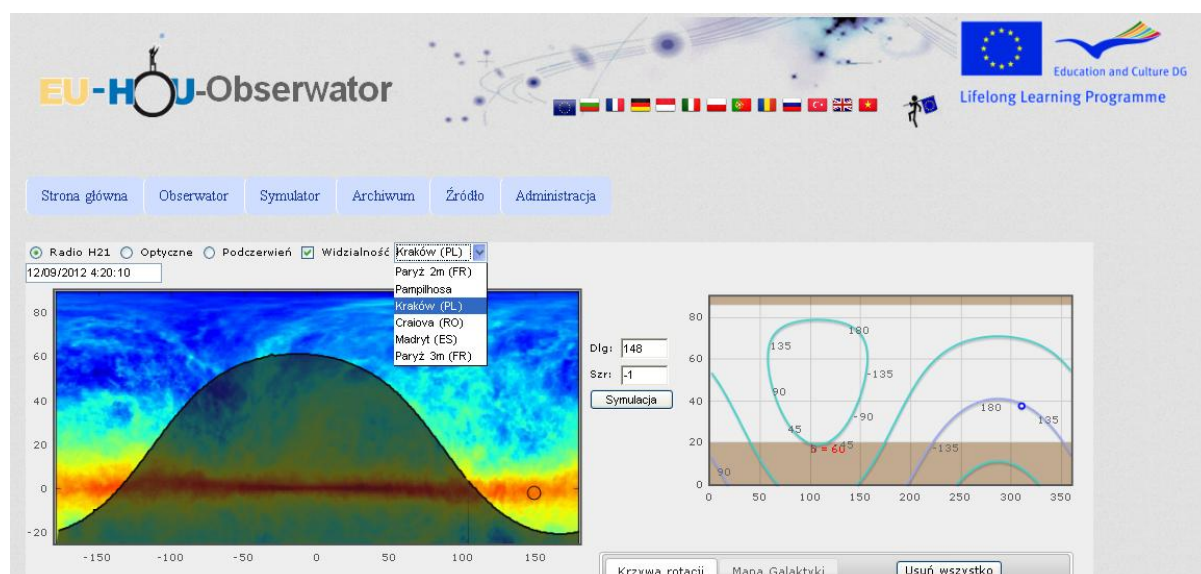 EU-HOU-Obserwator
Education and Culture DG
Lifelong Learning Programme
Strona główna Obserwator Symulator Archiwum Źródło Administracja
Radio H21 Optyczne Podczerwień Widzialność Kraków (PL)
12/09/2012 4:20:10
Paryż 2m (FR)
Pampilhosa
Kraków (PL)
Craiova (RO)
Madryt (ES)
Paryż 3m (FR)
80
60
40
20
0
-20
-150 -100 -50 0 50 100 150
Dlg: 148
Szr: -1
Symulacja
80
60
40
20
0
0 50 100 150 200 250 300 350
180
135
-135
90
-90
45
-45
b = 60
180
135
-135
90
Krzywa rotacji Mapa Galaktyki Usuń wszystko